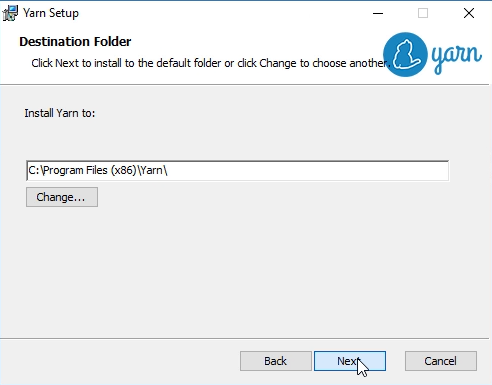 Yarn Setup
Destination Folder
Click Next to install to the default folder or click Change to choose another.
yarn
Install Yarn to:
C:\Program Files (x86)\Yarn\
Change...
Back
Next
Cancel